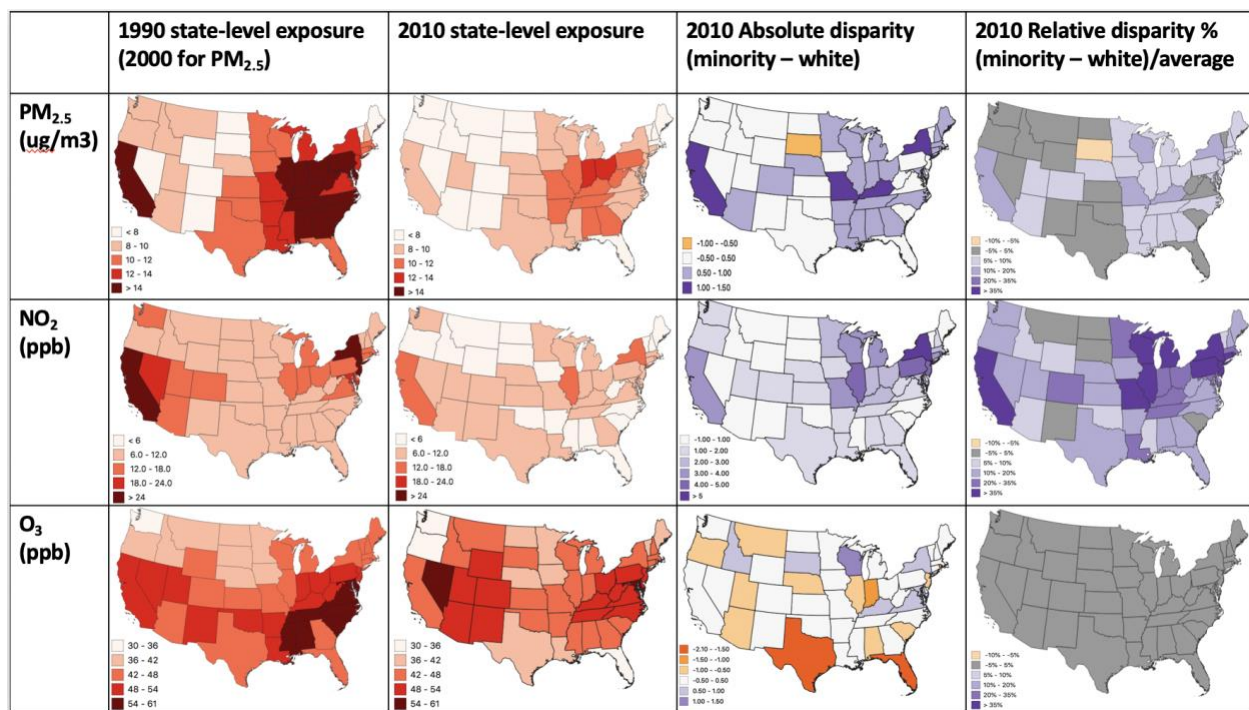 1990 state-level exposure
(2000 for PM2.5)
2010 state-level exposure
2010 Absolute disparity
(minority – white)
2010 Relative disparity %
(minority – white)/average
PM2.5
(ug/m3)
< 8
8 - 10
10 - 12
12 - 14
> 14
< 8
8 - 10
10 - 12
12 - 14
> 14
-1.00 - -0.50
-0.50 - 0.50
0.50 - 1.00
1.00 - 1.50
-10% - -5%
-5% - 5%
5% - 10%
10% - 20%
20% - 35%
> 35%
NO2
(ppb)
< 6
6.0 - 12.0
12.0 - 18.0
18.0 - 24.0
> 24
< 6
6.0 - 12.0
12.0 - 18.0
18.0 - 24.0
> 24
-1.00 - 1.00
1.00 - 2.00
2.00 - 3.00
3.00 - 4.00
4.00 - 5.00
> 5
-10% - -5%
-5% - 5%
5% - 10%
10% - 20%
20% - 35%
> 35%
O3
(ppb)
30 - 36
36 - 42
42 - 48
48 - 54
54 - 61
30 - 36
36 - 42
42 - 48
48 - 54
54 - 61
-2.10 - -1.50
-1.50 - -1.00
-1.00 - -0.50
-0.50 - 0.50
0.50 - 1.00
1.00 - 1.50
-10% - -5%
-5% - 5%
5% - 10%
10% - 20%
20% - 35%
> 35%